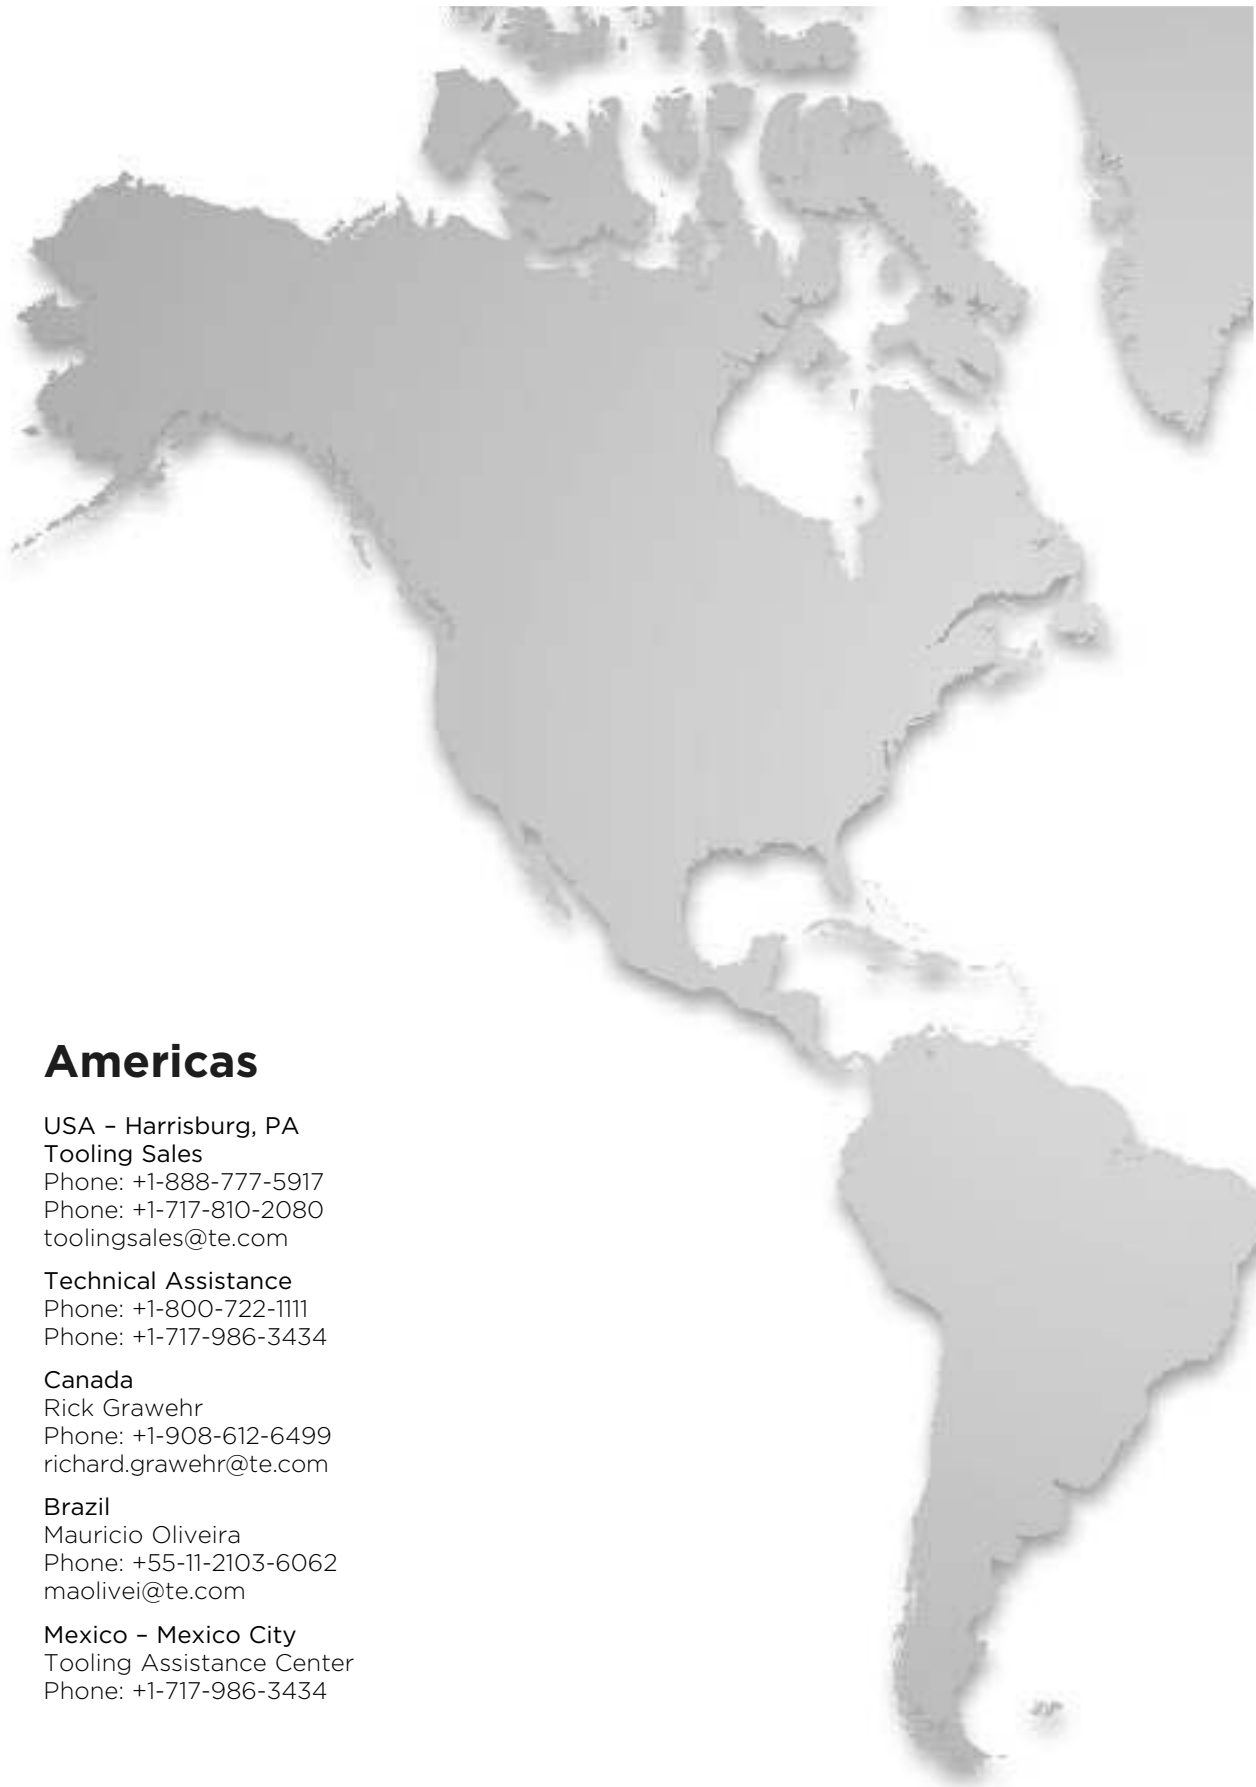 Americas
USA – Harrisburg, PA
Tooling Sales
Phone: +1-888-777-5917
Phone: +1-717-810-2080
toolingsales@te.com
Technical Assistance
Phone: +1-800-722-1111
Phone: +1-717-986-3434
Canada
Rick Grawehr
Phone: +1-908-612-6499
richard.grawehr@te.com
Brazil
Mauricio Oliveira
Phone: +55-11-2103-6062
maolivei@te.com
Mexico – Mexico City
Tooling Assistance Center
Phone: +1-717-986-3434